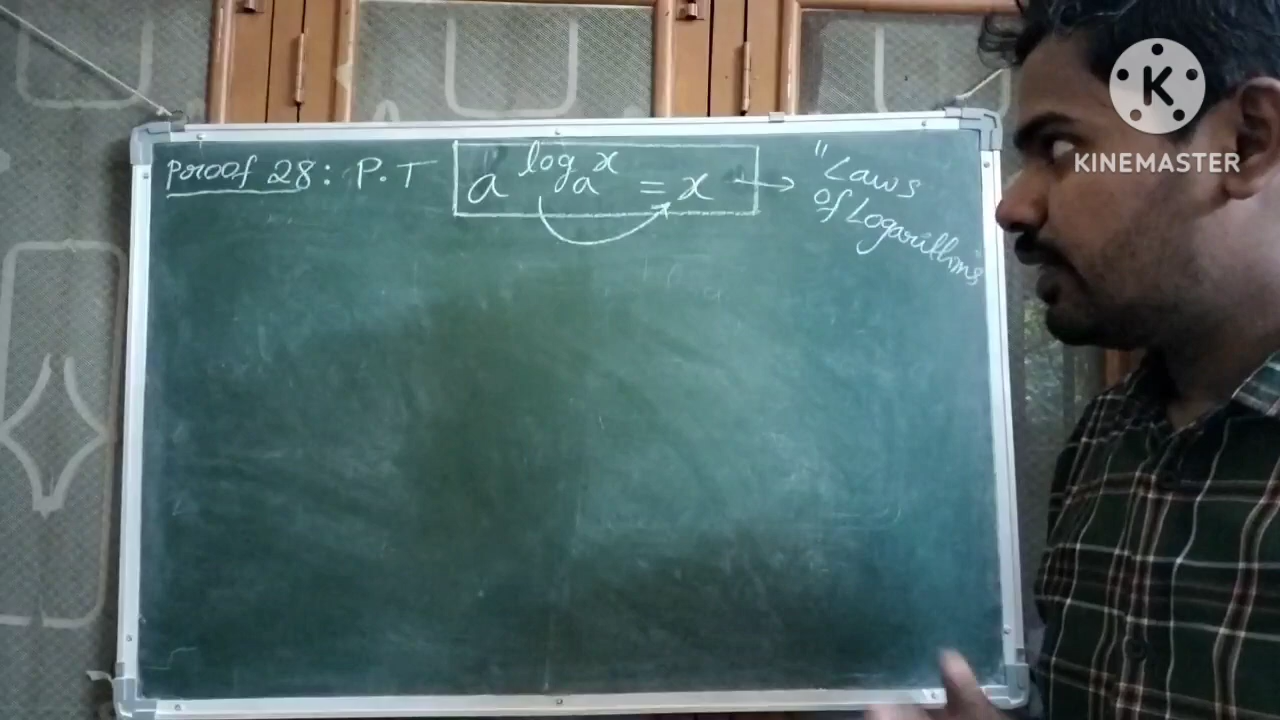 Proof 28: P.T a^log_a x = x → "Laws
of Logarithms"
K
KINEMASTER